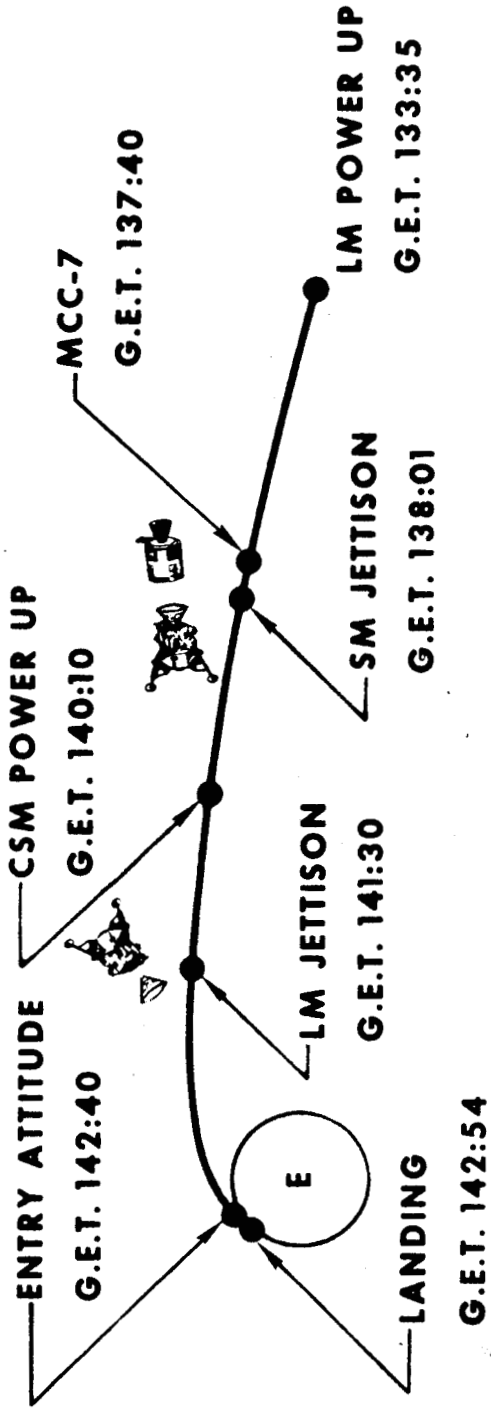 ENTRY ATTITUDE
G.E.T. 142:40
CSM POWER UP
G.E.T. 140:10
MCC-7
G.E.T. 137:40
E
LANDING
G.E.T. 142:54
LM JETTISON
G.E.T. 141:30
SM JETTISON
G.E.T. 138:01
LM POWER UP
G.E.T. 133:35